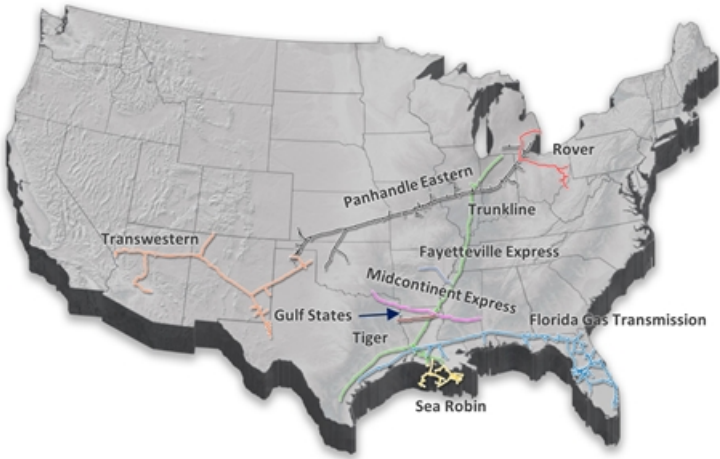 Rover
Panhandle Eastern
Trunkline
Transwestern
Fayetteville Express
Midcontinent Express
Gulf States
Florida Gas Transmission
Tiger
Sea Robin